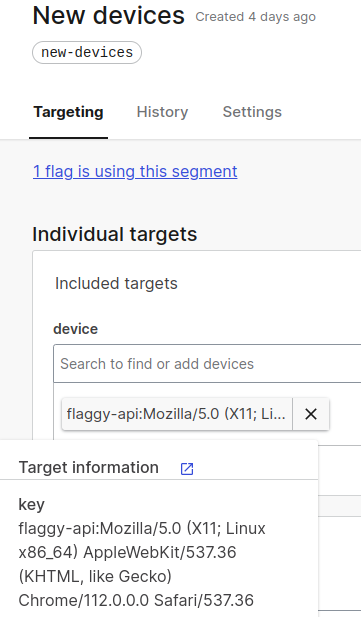 New devices Created 4 days ago
new-devices
Targeting History Settings
1 flag is using this segment
Individual targets
Included targets
device
Search to find or add devices
flaggy-api:Mozilla/5.0 (X11; Li...
Target information
key
flaggy-api:Mozilla/5.0 (X11; Linux
x86_64) AppleWebKit/537.36
(KHTML, like Gecko)
Chrome/112.0.0.0 Safari/537.36